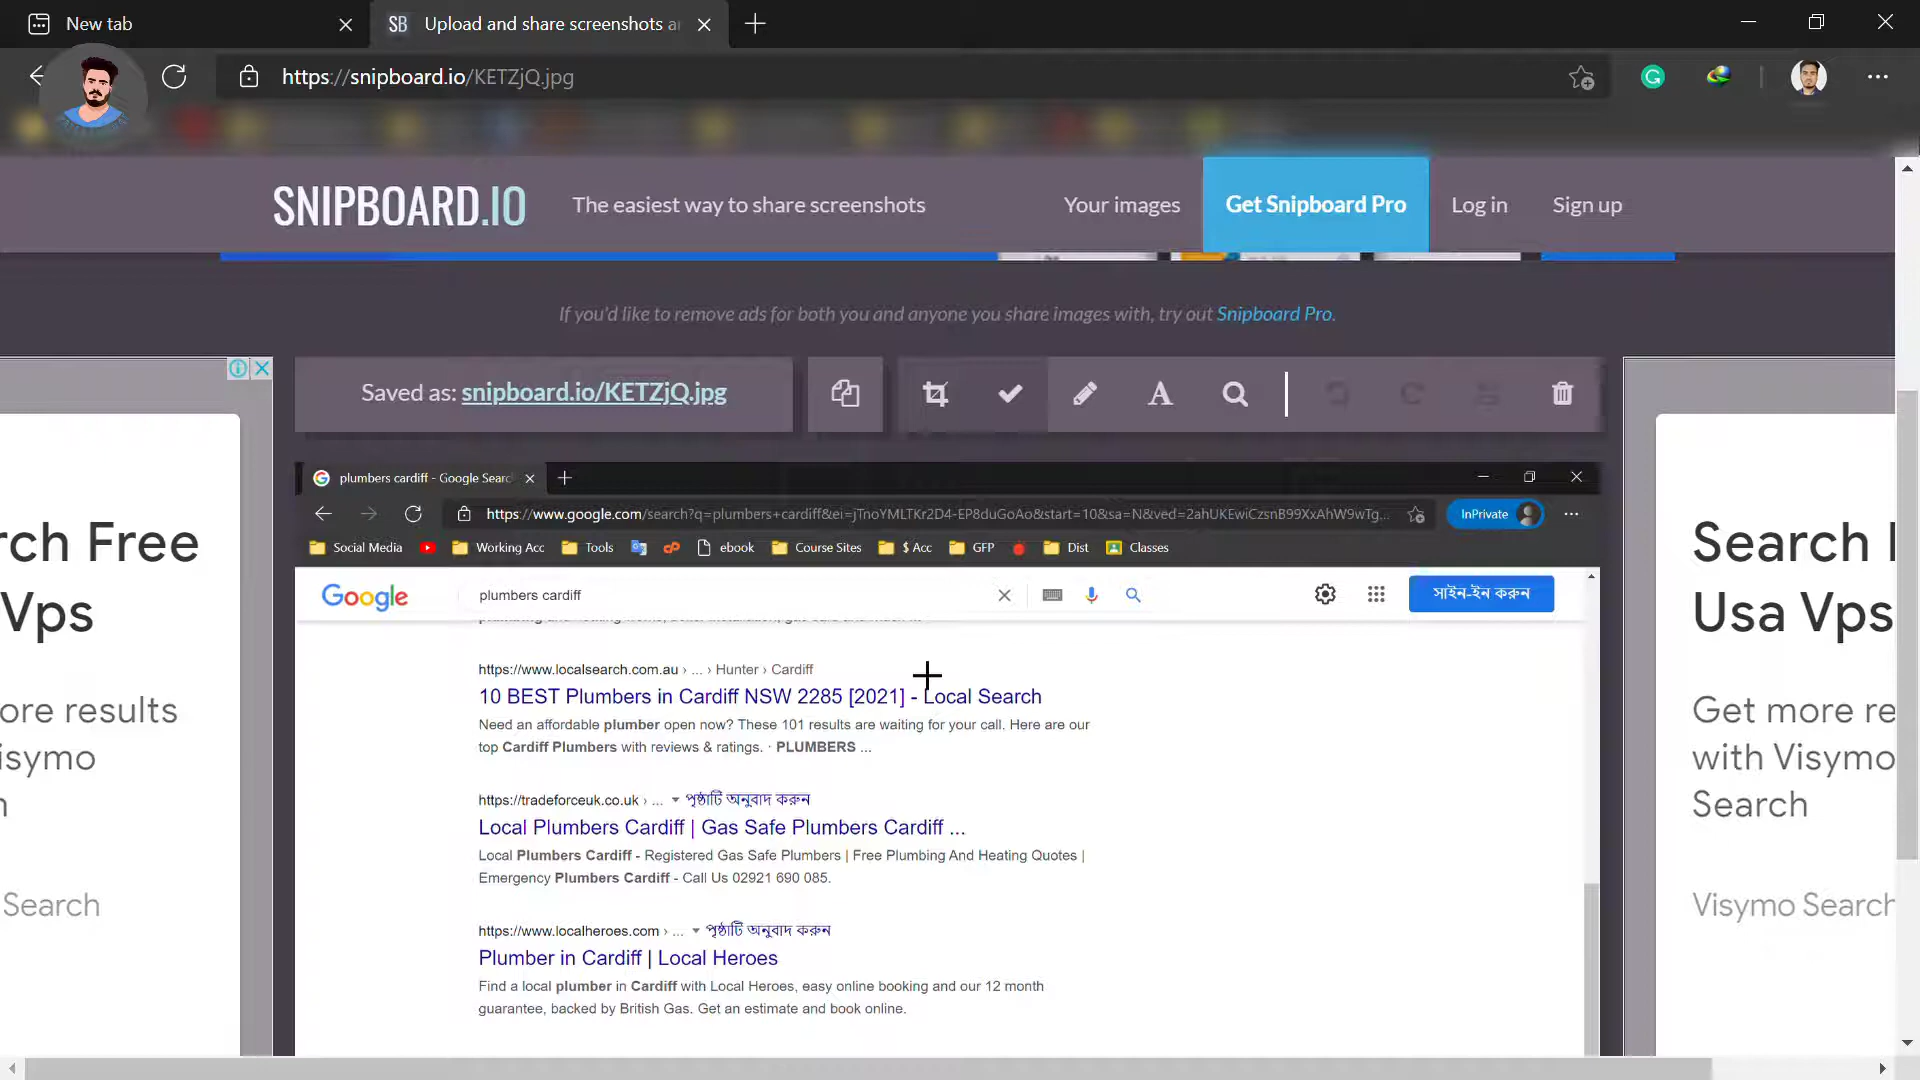 New tab
SB Upload and share screenshots a
https://snipboard.io/KETZjQ.jpg
SNIPBOARD.IO The easiest way to share screenshots Your images Get Snipboard Pro Log in Sign up
If you'd like to remove ads for both you and anyone you share images with, try out Snipboard Pro.
Saved as: snipboard.io/KETZjQ.jpg
A
plumbers cardiff - Google Searc
https://www.google.com/search?q=plumbers+cardiff&ei=jTnoYMLTKr2D4-EP8duGoAo&start=10&sa=N&ved=2ahUKEwiCzsnB99XxAhW9wTg... InPrivate
Social Media Working Acc Tools ebook Course Sites $ Acc GFP Dist Classes
Google plumbers cardiff সাইন-ইন করুন
https://www.localsearch.com.au › ... › Hunter › Cardiff
10 BEST Plumbers in Cardiff NSW 2285 [2021] - Local Search
Need an affordable plumber open now? These 101 results are waiting for your call. Here are our
top Cardiff Plumbers with reviews & ratings. · PLUMBERS ...
https://tradeforceuk.co.uk › ... পৃষ্ঠাটি অনুবাদ করুন
Local Plumbers Cardiff | Gas Safe Plumbers Cardiff ...
Local Plumbers Cardiff - Registered Gas Safe Plumbers | Free Plumbing And Heating Quotes |
Emergency Plumbers Cardiff - Call Us 02921 690 085.
https://www.localheroes.com › ... পৃষ্ঠাটি অনুবাদ করুন
Plumber in Cardiff | Local Heroes
Find a local plumber in Cardiff with Local Heroes, easy online booking and our 12 month
guarantee, backed by British Gas. Get an estimate and book online.
rch Free
Vps
ore results
isymo
Search
Search
Usa Vps
Get more re
with Visymo
Search
Visymo Search